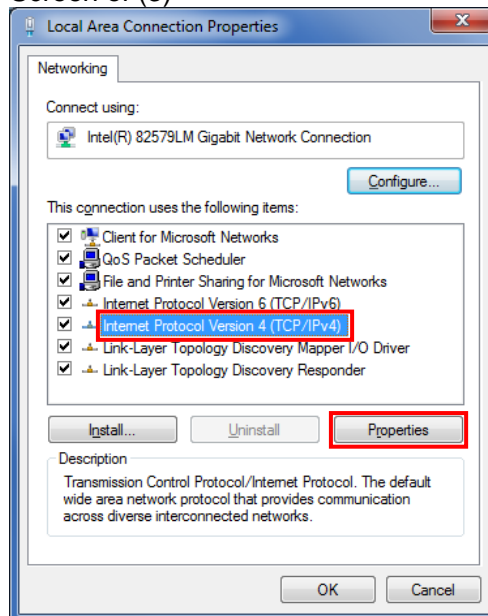 Local Area Connection Properties
Networking
Connect using:
Intel(R) 82579LM Gigabit Network Connection
Configure...
This connection uses the following items:
Client for Microsoft Networks
QoS Packet Scheduler
File and Printer Sharing for Microsoft Networks
Internet Protocol Version 6 (TCP/IPv6)
Internet Protocol Version 4 (TCP/IPv4)
Link-Layer Topology Discovery Mapper I/O Driver
Link-Layer Topology Discovery Responder
Install...
Uninstall
Properties
Description
Transmission Control Protocol/Internet Protocol. The default
wide area network protocol that provides communication
across diverse interconnected networks.
OK
Cancel